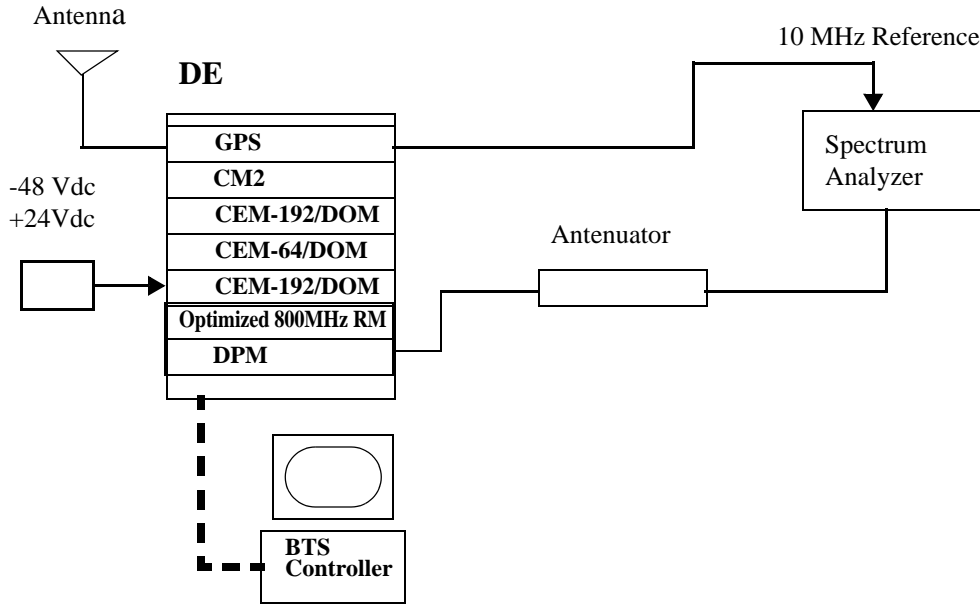 Antenna
10 MHz Reference
DE
GPS
CM2
CEM-192/DOM
CEM-64/DOM
CEM-192/DOM
Optimized 800MHz RM
DPM
-48 Vdc
+24Vdc
Spectrum
Analyzer
Antenuator
BTS
Controller